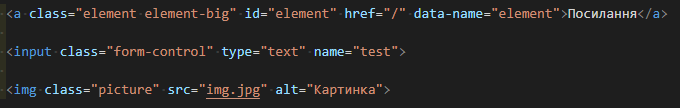 <a class="element element-big" id="element" href="/" data-name="element">Посилання</a>
<input class="form-control" type="text" name="test">
<img class="picture" src="img.jpg" alt="Картинка">